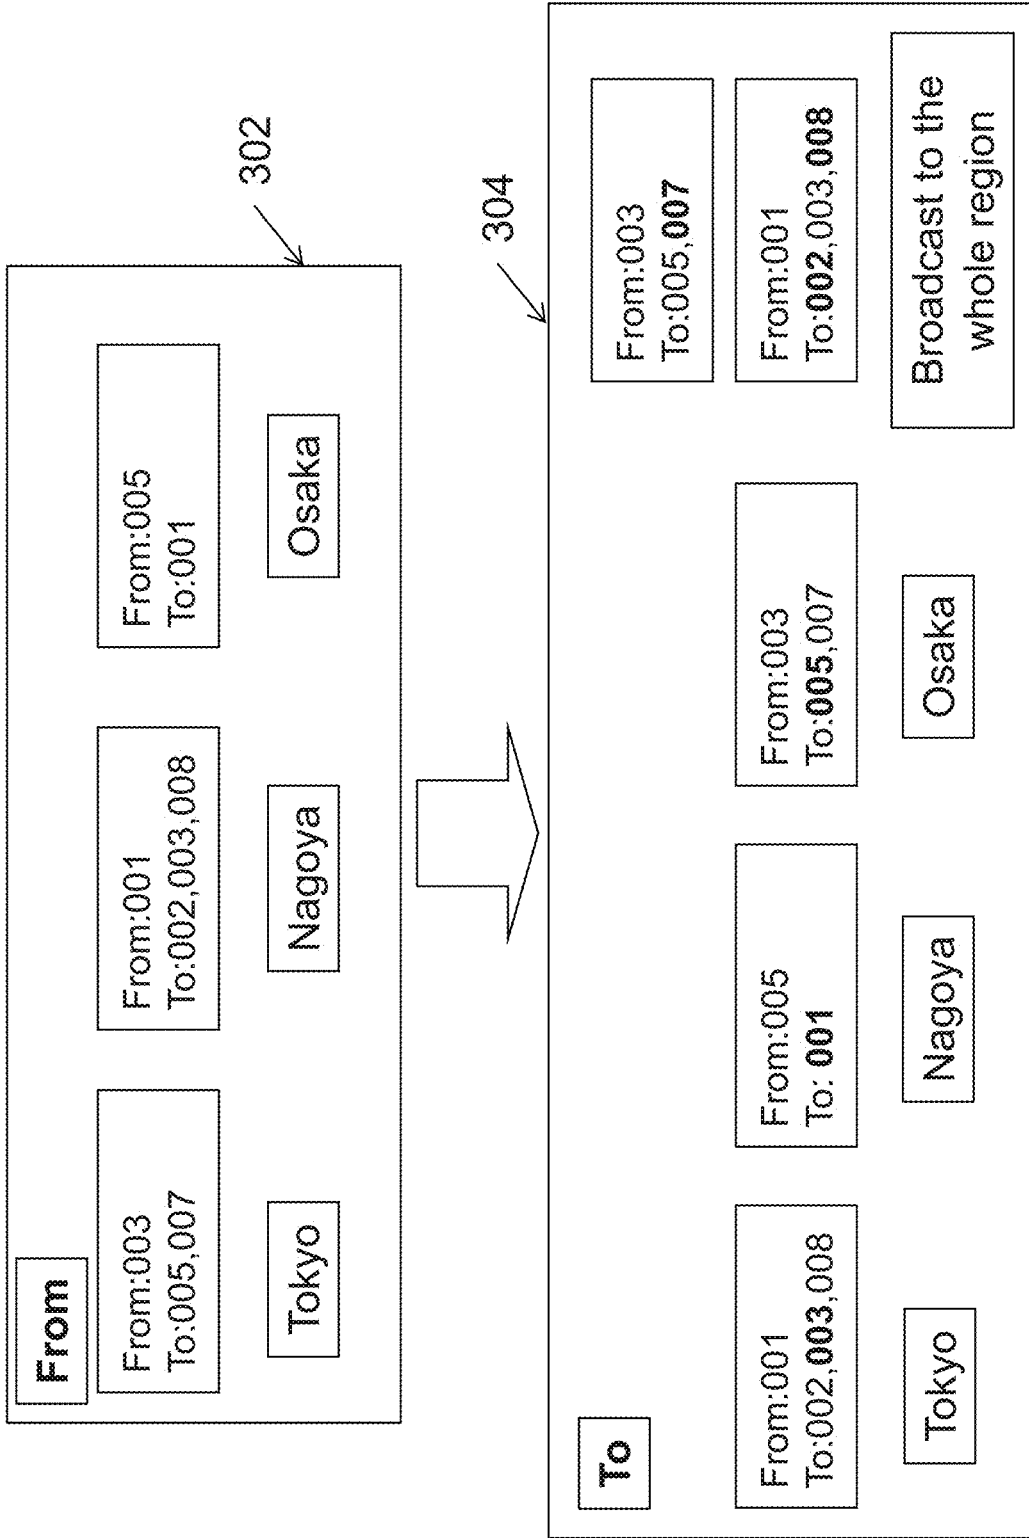 From
From:003
To:005,007
Tokyo
From:001
To:002,003,008
Nagoya
From:005
To:001
Osaka
302
304
To
From:001
To:002,003,008
Tokyo
From:005
To: 001
Nagoya
From:003
To:005,007
Osaka
From:003
To:005,007
From:001
To:002,003,008
Broadcast to the
whole region